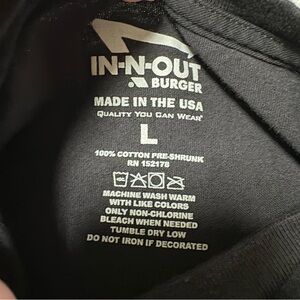 IN-N-OUT
BURGER
MADE IN THE USA
QUALITY YOU CAN WEAR
L
100% COTTON PRE-SHRUNK
RN 152178
MACHINE WASH WARM
WITH LIKE COLORS
ONLY NON-CHLORINE
BLEACH WHEN NEEDED
TUMBLE DRY LOW
DO NOT IRON IF DECORATED